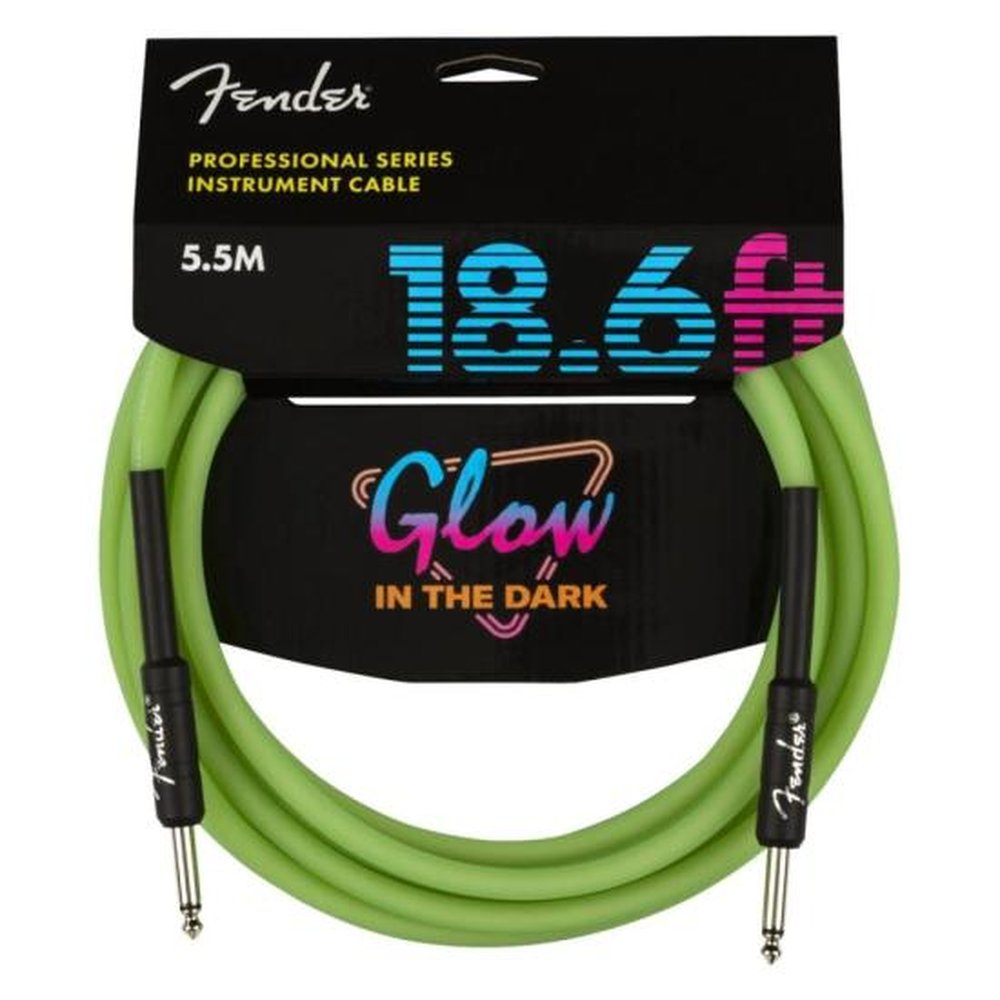 Fender®
PROFESSIONAL SERIES
INSTRUMENT CABLE
5.5M
18.6ft
Glow
IN THE DARK
Fender®
Fender®